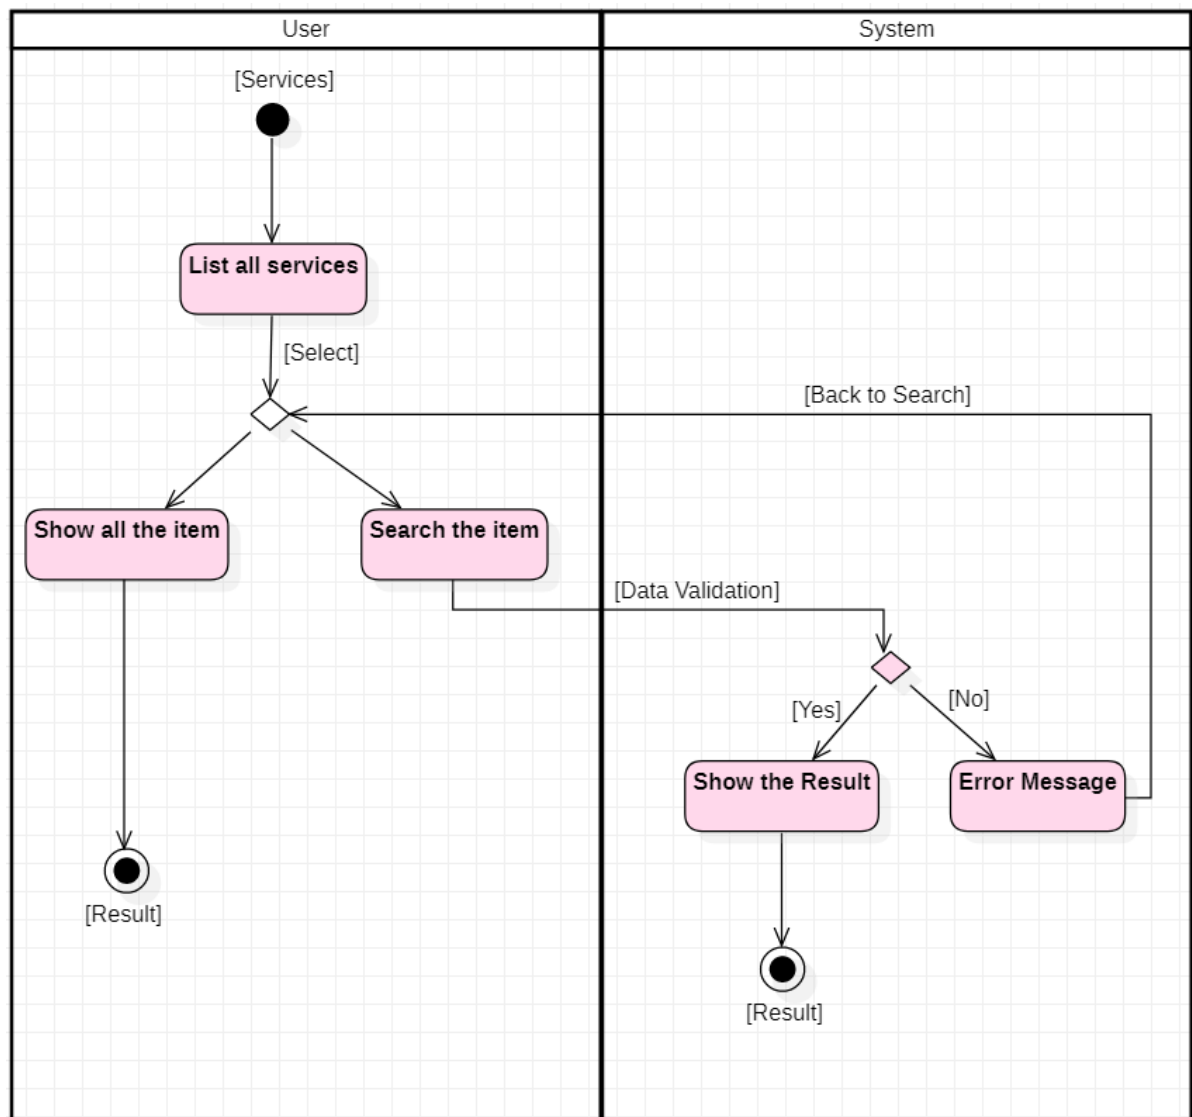 User
System
[Services]
List all services
[Select]
[Back to Search]
Show all the item
Search the item
[Data Validation]
[Yes]
[No]
Show the Result
Error Message
[Result]
[Result]